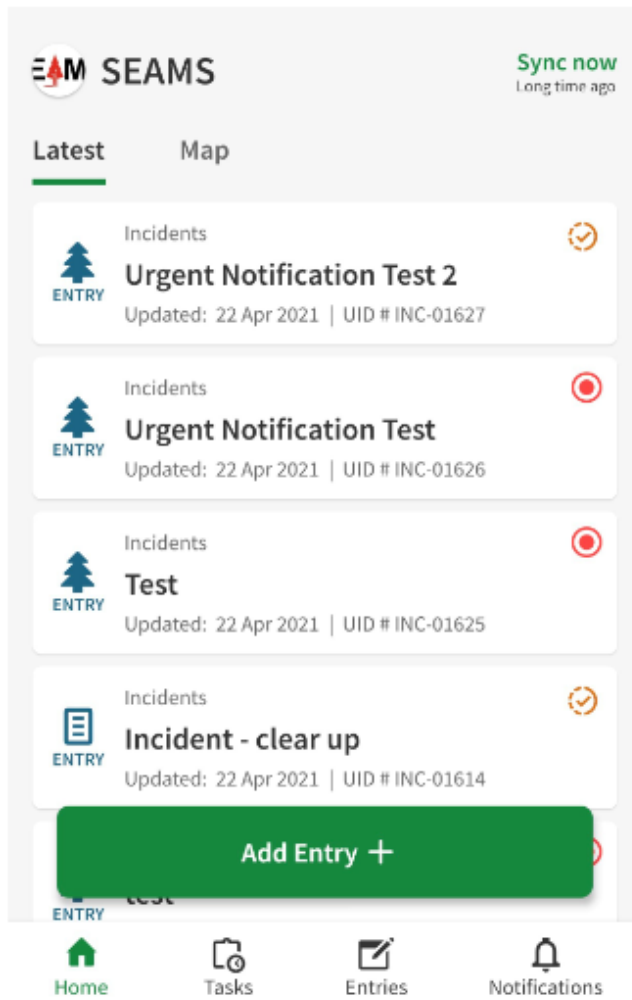 EAM SEAMS
Sync now
Long time ago
Latest Map
Incidents
Urgent Notification Test 2
ENTRY
Updated: 22 Apr 2021 | UID # INC-01627
Incidents
Urgent Notification Test
ENTRY
Updated: 22 Apr 2021 | UID # INC-01626
Incidents
Test
ENTRY
Updated: 22 Apr 2021 | UID # INC-01625
Incidents
Incident - clear up
ENTRY
Updated: 22 Apr 2021 | UID # INC-01614
Add Entry +
test
ENTRY
Home Tasks Entries Notifications